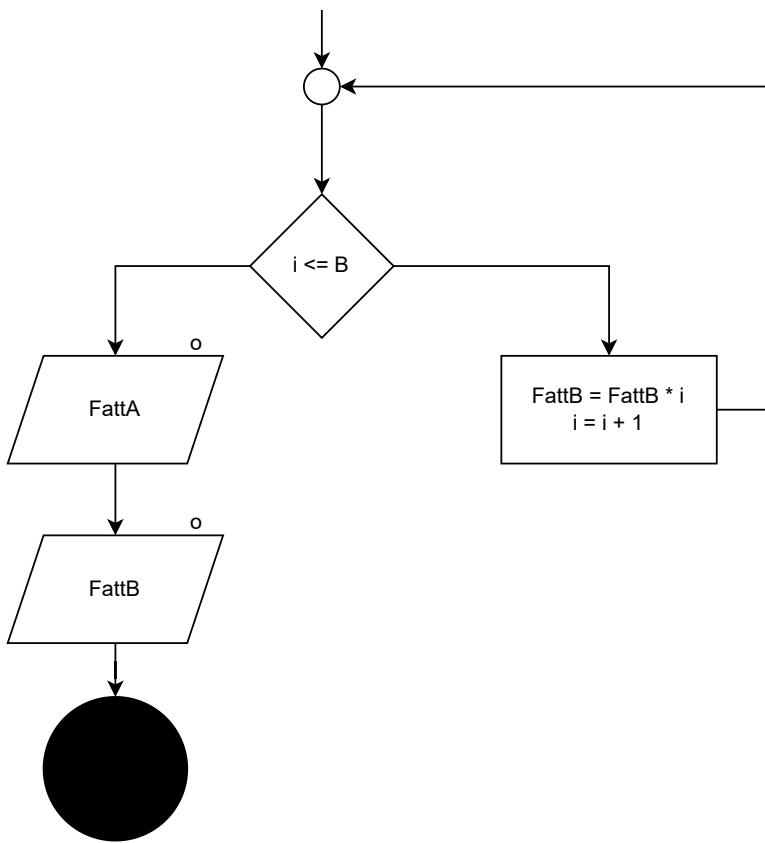 i <= B
o
FattA
FattB = FattB * i
i = i + 1
o
FattB